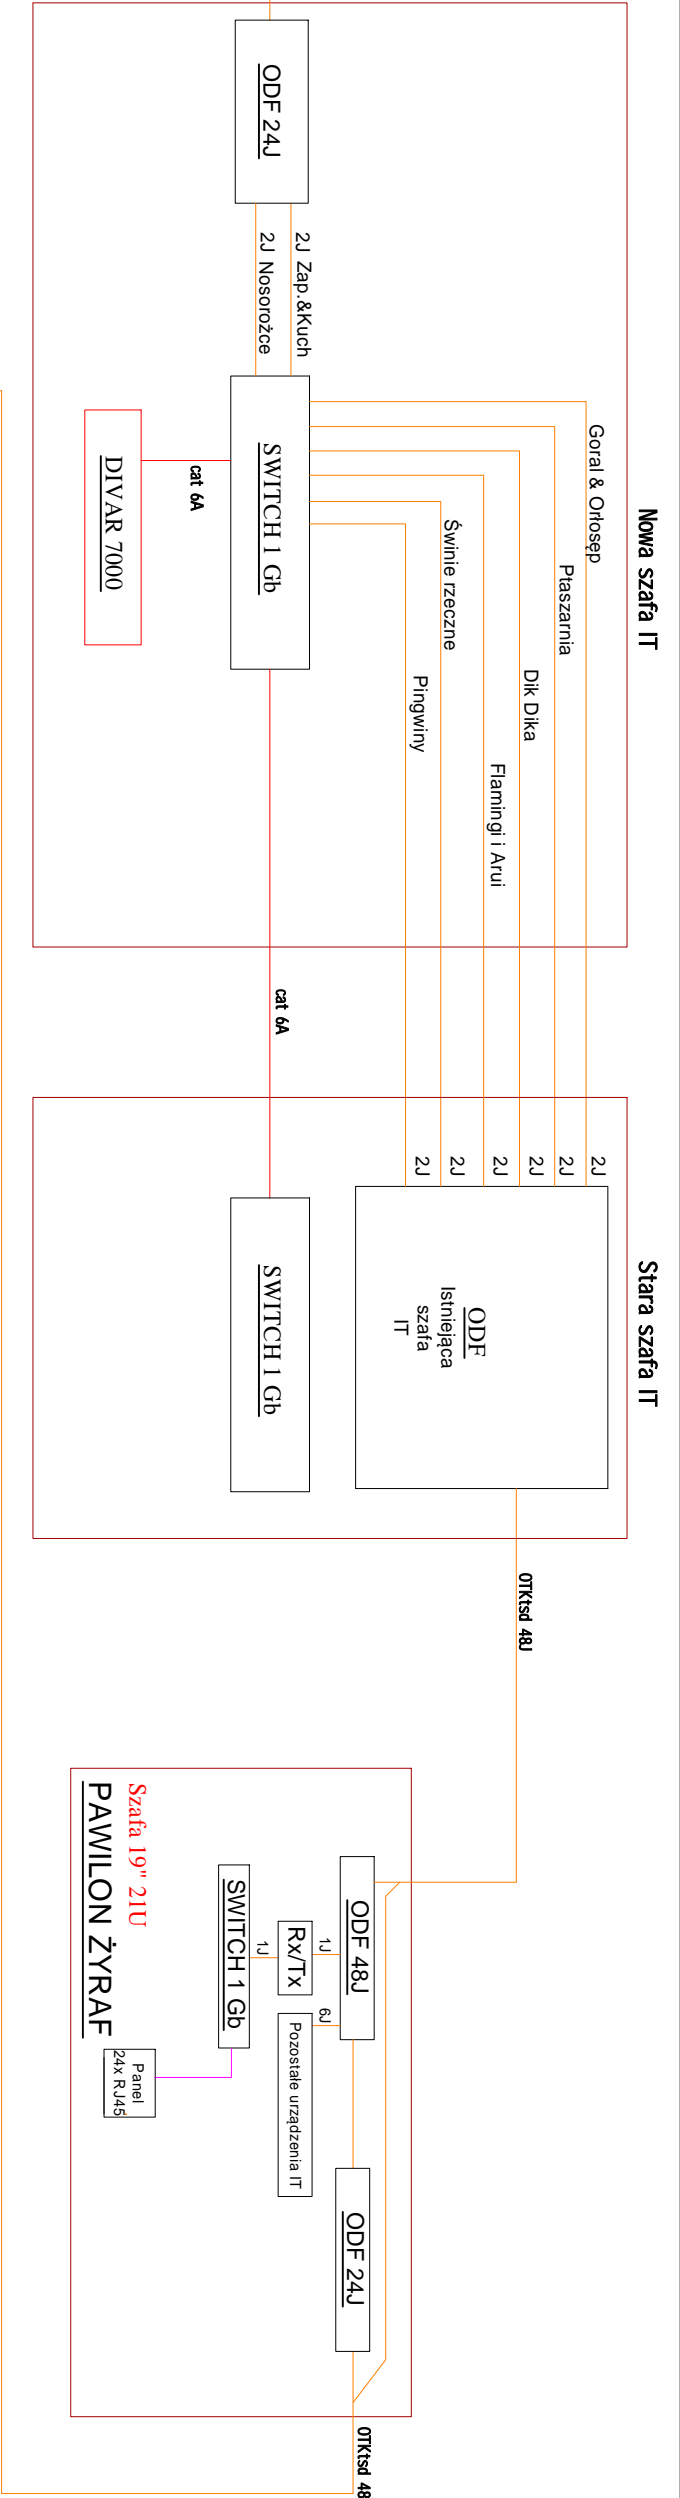 Nowa szafa IT
ODF 24J
2J Zap.&Kuch
2J Nosorożce
SWITCH 1 Gb
cat 6A
DIVAR 7000
Goral & Orłosęp
Ptaszarnia
Dik Dika
Flamingi i Arui
Świnie rzeczne
Pingwiny
cat 6A
Stara szafa IT
2J
2J
2J
2J
2J
2J
ODF
Istniejąca
szafa
IT
SWITCH 1 Gb
OTKtsd 48J
ODF 48J
1J
6J
Rx/Tx
Pozostałe urządzenia IT
1J
SWITCH 1 Gb
Panel
24x RJ45
Szafa 19" 21U
PAWILON ŻYRAF
ODF 24J
OTKtsd 48